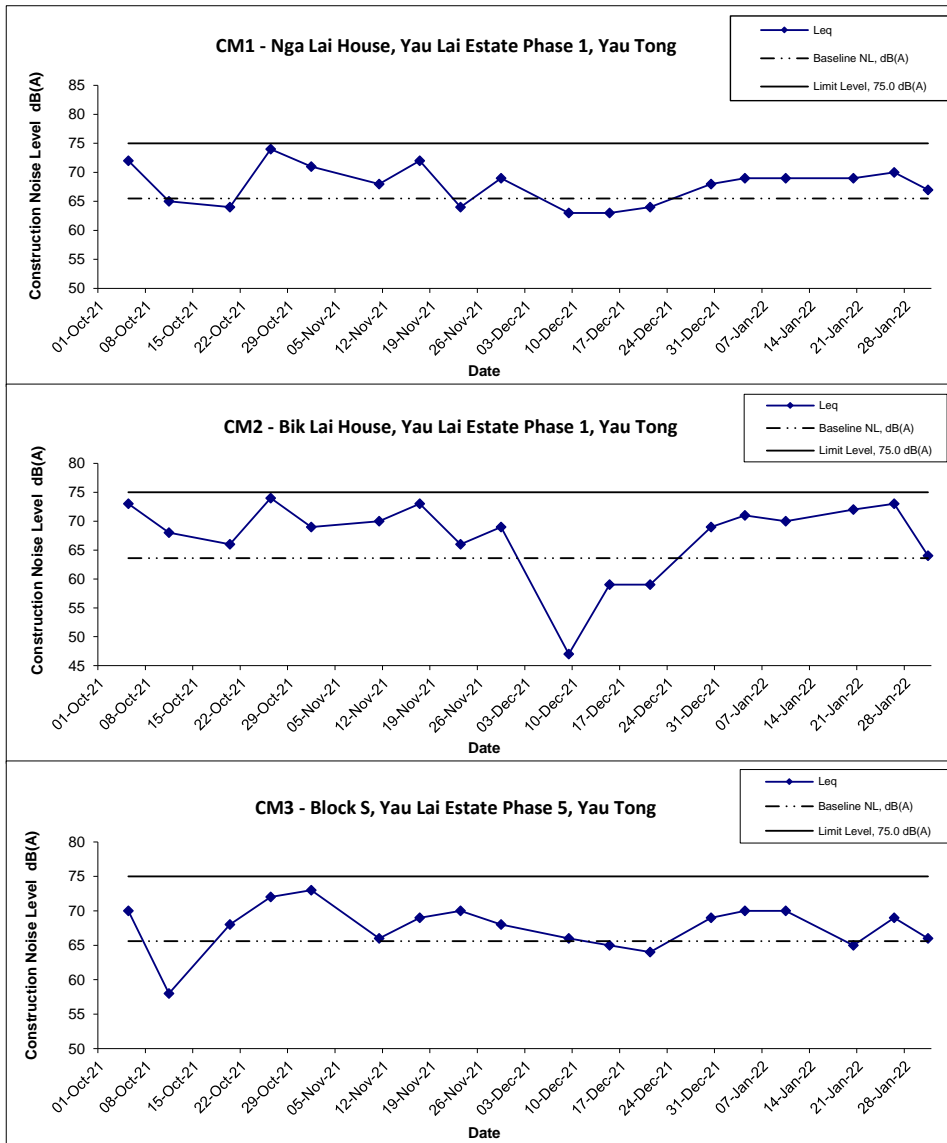 CM1 - Nga Lai House, Yau Lai Estate Phase 1, Yau Tong
Leq
Baseline NL, dB(A)
Limit Level, 75.0 dB(A)
Construction Noise Level dB(A)
85
80
75
70
65
60
55
50
01-Oct-21
08-Oct-21
15-Oct-21
22-Oct-21
29-Oct-21
05-Nov-21
12-Nov-21
19-Nov-21
26-Nov-21
03-Dec-21
10-Dec-21
17-Dec-21
24-Dec-21
31-Dec-21
07-Jan-22
14-Jan-22
21-Jan-22
28-Jan-22
Date
CM2 - Bik Lai House, Yau Lai Estate Phase 1, Yau Tong
Leq
Baseline NL, dB(A)
Limit Level, 75.0 dB(A)
Construction Noise Level dB(A)
80
75
70
65
60
55
50
45
01-Oct-21
08-Oct-21
15-Oct-21
22-Oct-21
29-Oct-21
05-Nov-21
12-Nov-21
19-Nov-21
26-Nov-21
03-Dec-21
10-Dec-21
17-Dec-21
24-Dec-21
31-Dec-21
07-Jan-22
14-Jan-22
21-Jan-22
28-Jan-22
Date
CM3 - Block S, Yau Lai Estate Phase 5, Yau Tong
Leq
Baseline NL, dB(A)
Limit Level, 75.0 dB(A)
Construction Noise Level dB(A)
80
75
70
65
60
55
50
01-Oct-21
08-Oct-21
15-Oct-21
22-Oct-21
29-Oct-21
05-Nov-21
12-Nov-21
19-Nov-21
26-Nov-21
03-Dec-21
10-Dec-21
17-Dec-21
24-Dec-21
31-Dec-21
07-Jan-22
14-Jan-22
21-Jan-22
28-Jan-22
Date